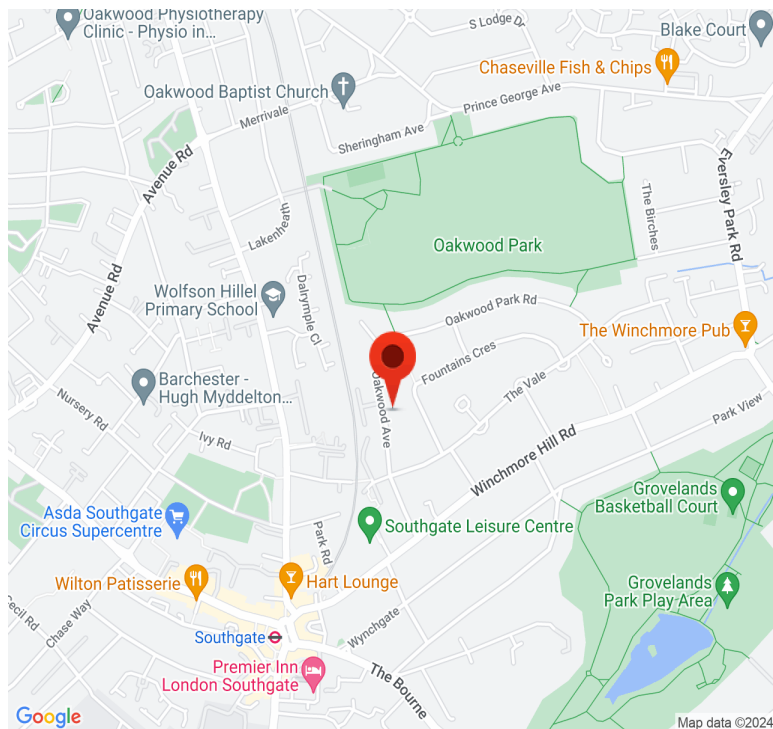 Oakwood Physiotherapy
Clinic - Physio in...
S Lodge Dr
Blake Court
Chaseville Fish & Chips
Oakwood Baptist Church
Prince George Ave
Merrivale
Sheringham Ave
Avenue Rd
Eversley Park Rd
The Birches
Lakenheath
Oakwood Park
Dalrymple Cl
Wolfson Hillel
Primary School
Avenue Rd
Oakwood Park Rd
The Winchmore Pub
Fountains Cres
Barchester -
Hugh Myddelton...
Oakwood Ave
The Vale
Nursery Rd
Park View
Ivy Rd
Winchmore Hill Rd
Grovelands
Basketball Court
Asda Southgate
Circus Supercentre
Park Rd
Southgate Leisure Centre
Wilton Patisserie
Hart Lounge
Grovelands
Park Play Area
Cecil Rd
Chase Way
Southgate
Wynchgate
Premier Inn
London Southgate
The Bourne
Google
Map data ©2024